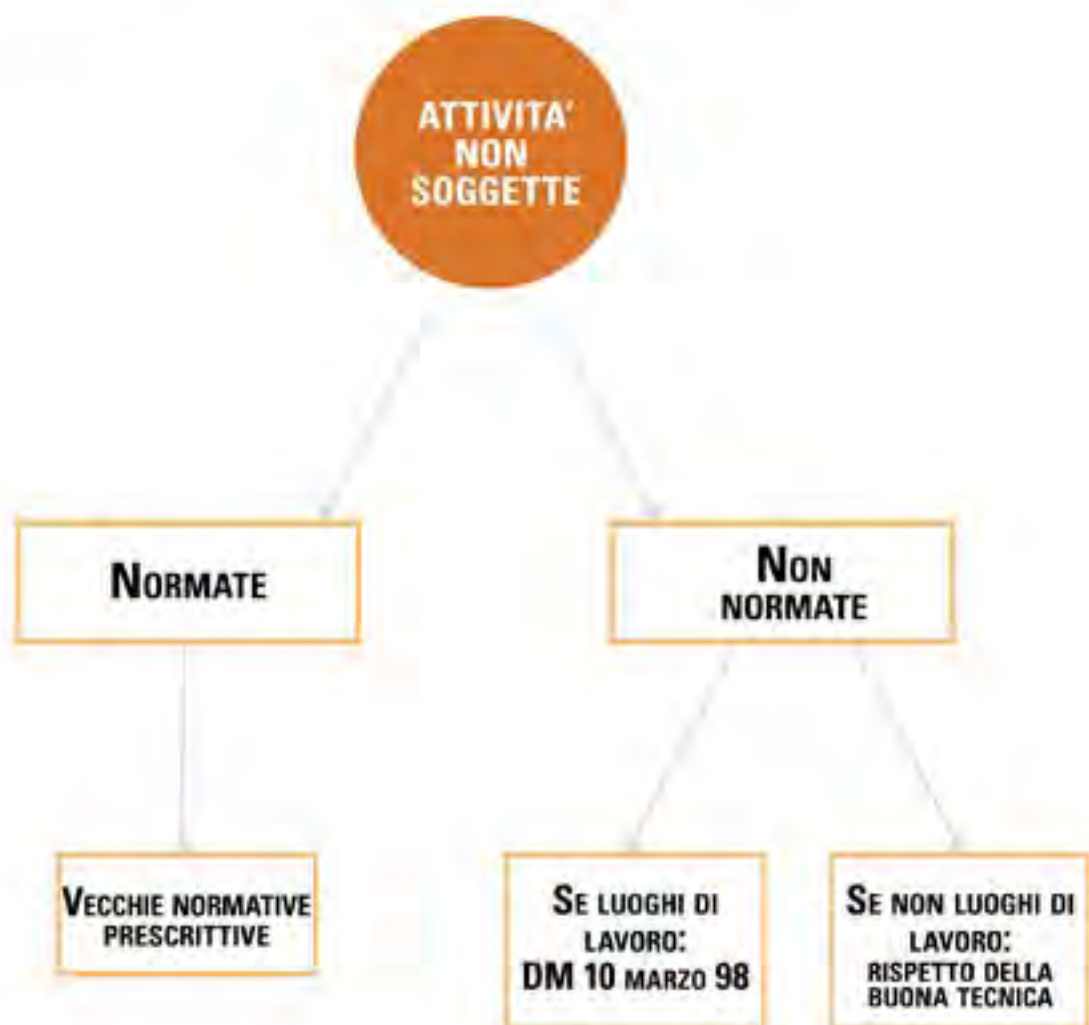 ATTIVITA'
NON
SOGGETTE
NORMATE
NON
NORMATE
VECCHIE NORMATIVE
PRESCRITTIVE
SE LUOGHI DI
LAVORO:
DM 10 MARZO 98
SE NON LUOGHI DI
LAVORO:
RISPETTO DELLA
BUONA TECNICA